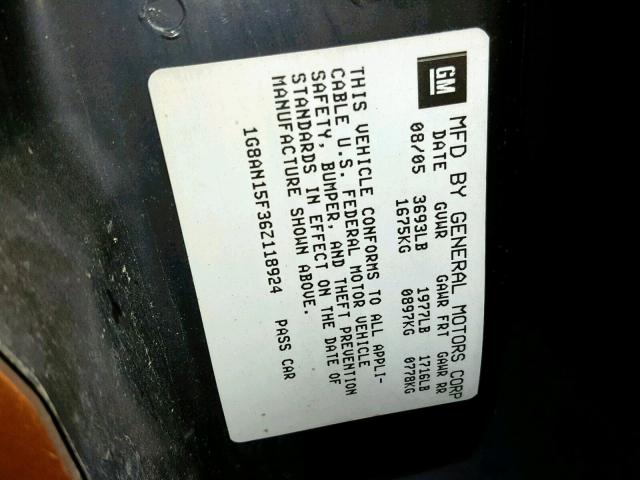 GM MFD BY GENERAL MOTORS CORP
DATE GVWR GAWR FRT GAWR RR
08/05 3693LB 1977LB 1716LB
1675KG 0897KG 0778KG
THIS VEHICLE CONFORMS TO ALL APPLI-
CABLE U.S. FEDERAL MOTOR VEHICLE
SAFETY, BUMPER, AND THEFT PREVENTION
STANDARDS IN EFFECT ON THE DATE OF
MANUFACTURE SHOWN ABOVE.
1G8AN15F36Z118924 PASS CAR